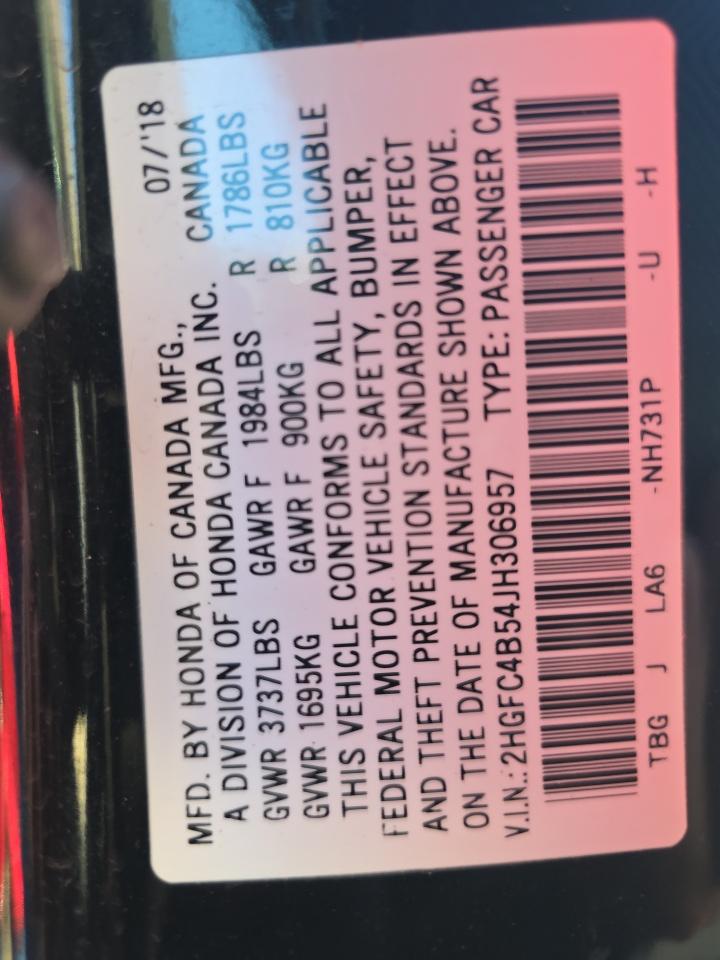 MFD. BY HONDA OF CANADA MFG., 07/'18
A DIVISION OF HONDA CANADA INC. CANADA
GVWR 3737LBS GAWR F 1984LBS R 1786LBS
GVWR 1695KG GAWR F 900KG R 810KG
THIS VEHICLE CONFORMS TO ALL APPLICABLE
FEDERAL MOTOR VEHICLE SAFETY, BUMPER,
AND THEFT PREVENTION STANDARDS IN EFFECT
ON THE DATE OF MANUFACTURE SHOWN ABOVE.
V.I.N.:2HGFC4B54JH306957 TYPE: PASSENGER CAR
TBG J LA6 -NH731P -U -H